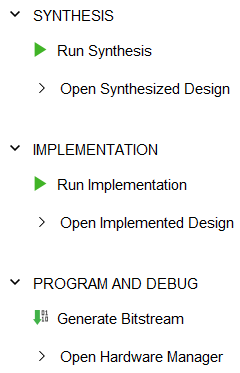 SYNTHESIS
Run Synthesis
Open Synthesized Design
IMPLEMENTATION
Run Implementation
Open Implemented Design
PROGRAM AND DEBUG
Generate Bitstream
Open Hardware Manager